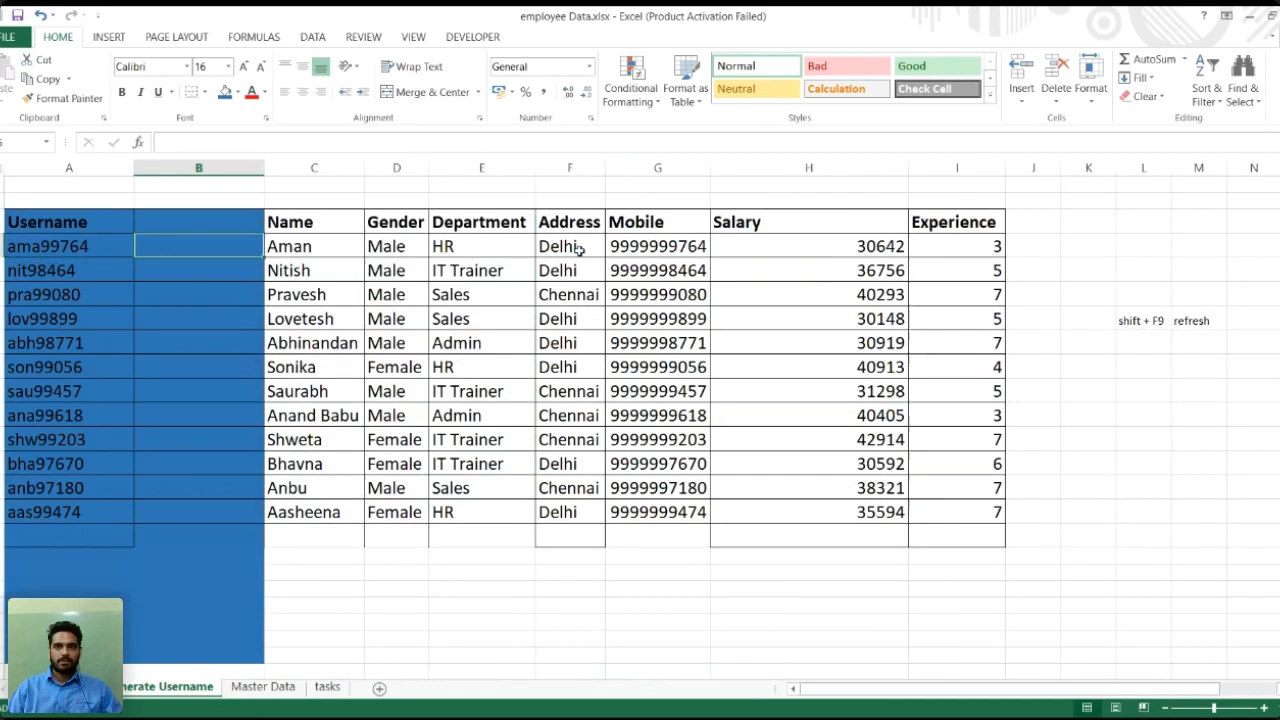 employee Data.xlsx - Excel (Product Activation Failed)
?
FILE HOME INSERT PAGE LAYOUT FORMULAS DATA REVIEW VIEW DEVELOPER
Cut
Copy
Format Painter
Clipboard
Calibri 16
B I U
Font
Wrap Text
Merge & Center
Alignment
General
%
Number
Conditional Formatting
Format as Table
Normal Bad Good
Neutral Calculation Check Cell
Styles
Insert Delete Format
Cells
AutoSum
Fill
Clear
Sort & Filter
Find & Select
Editing
A B C D E F G H I J K L M N
Username Name Gender Department Address Mobile Salary Experience
ama99764 Aman Male HR Delhi 9999999764 30642 3
nit98464 Nitish Male IT Trainer Delhi 9999998464 36756 5
pra99080 Pravesh Male Sales Chennai 9999999080 40293 7
lov99899 Lovetesh Male Sales Delhi 9999999899 30148 5 shift + F9 refresh
abh98771 Abhinandan Male Admin Delhi 9999998771 30919 7
son99056 Sonika Female HR Delhi 9999999056 40913 4
sau99457 Saurabh Male IT Trainer Chennai 9999999457 31298 5
ana99618 Anand Babu Male Admin Chennai 9999999618 40405 3
shw99203 Shweta Female IT Trainer Chennai 9999999203 42914 7
bha97670 Bhavna Female IT Trainer Delhi 9999997670 30592 6
anb97180 Anbu Male Sales Chennai 9999997180 38321 7
aas99474 Aasheena Female HR Delhi 9999999474 35594 7
nerate Username Master Data tasks